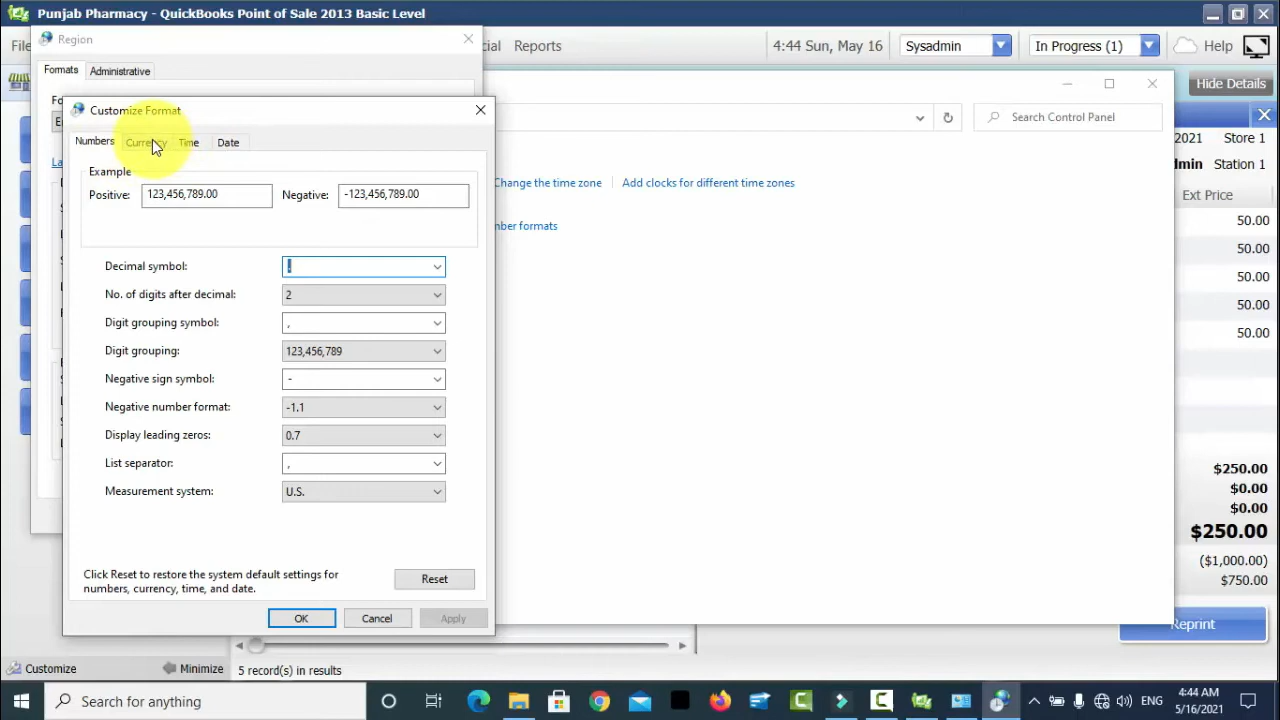 Punjab Pharmacy - QuickBooks Point of Sale 2013 Basic Level
Region
Reports
4:44 Sun, May 16
Sysadmin
In Progress (1)
Help
Formats
Administrative
Hide Details
Customize Format
Search Control Panel
2021 Store 1
Station 1
Numbers
Currency
Time
Date
Example
Positive: 123,456,789.00 Negative: -123,456,789.00
Change the time zone
Add clocks for different time zones
Ext Price
50.00
50.00
50.00
50.00
50.00
Decimal symbol: .
No. of digits after decimal: 2
Digit grouping symbol: ,
Digit grouping: 123,456,789
Negative sign symbol: -
Negative number format: -1.1
Display leading zeros: 0.7
List separator: ,
Measurement system: U.S.
formats
$250.00
$0.00
$0.00
$250.00
($1,000.00)
$750.00
Click Reset to restore the system default settings for
numbers, currency, time, and date.
Reset
OK
Cancel
Apply
Reprint
Customize
Minimize
5 record(s) in results
Search for anything
ENG
4:44 AM
5/16/2021